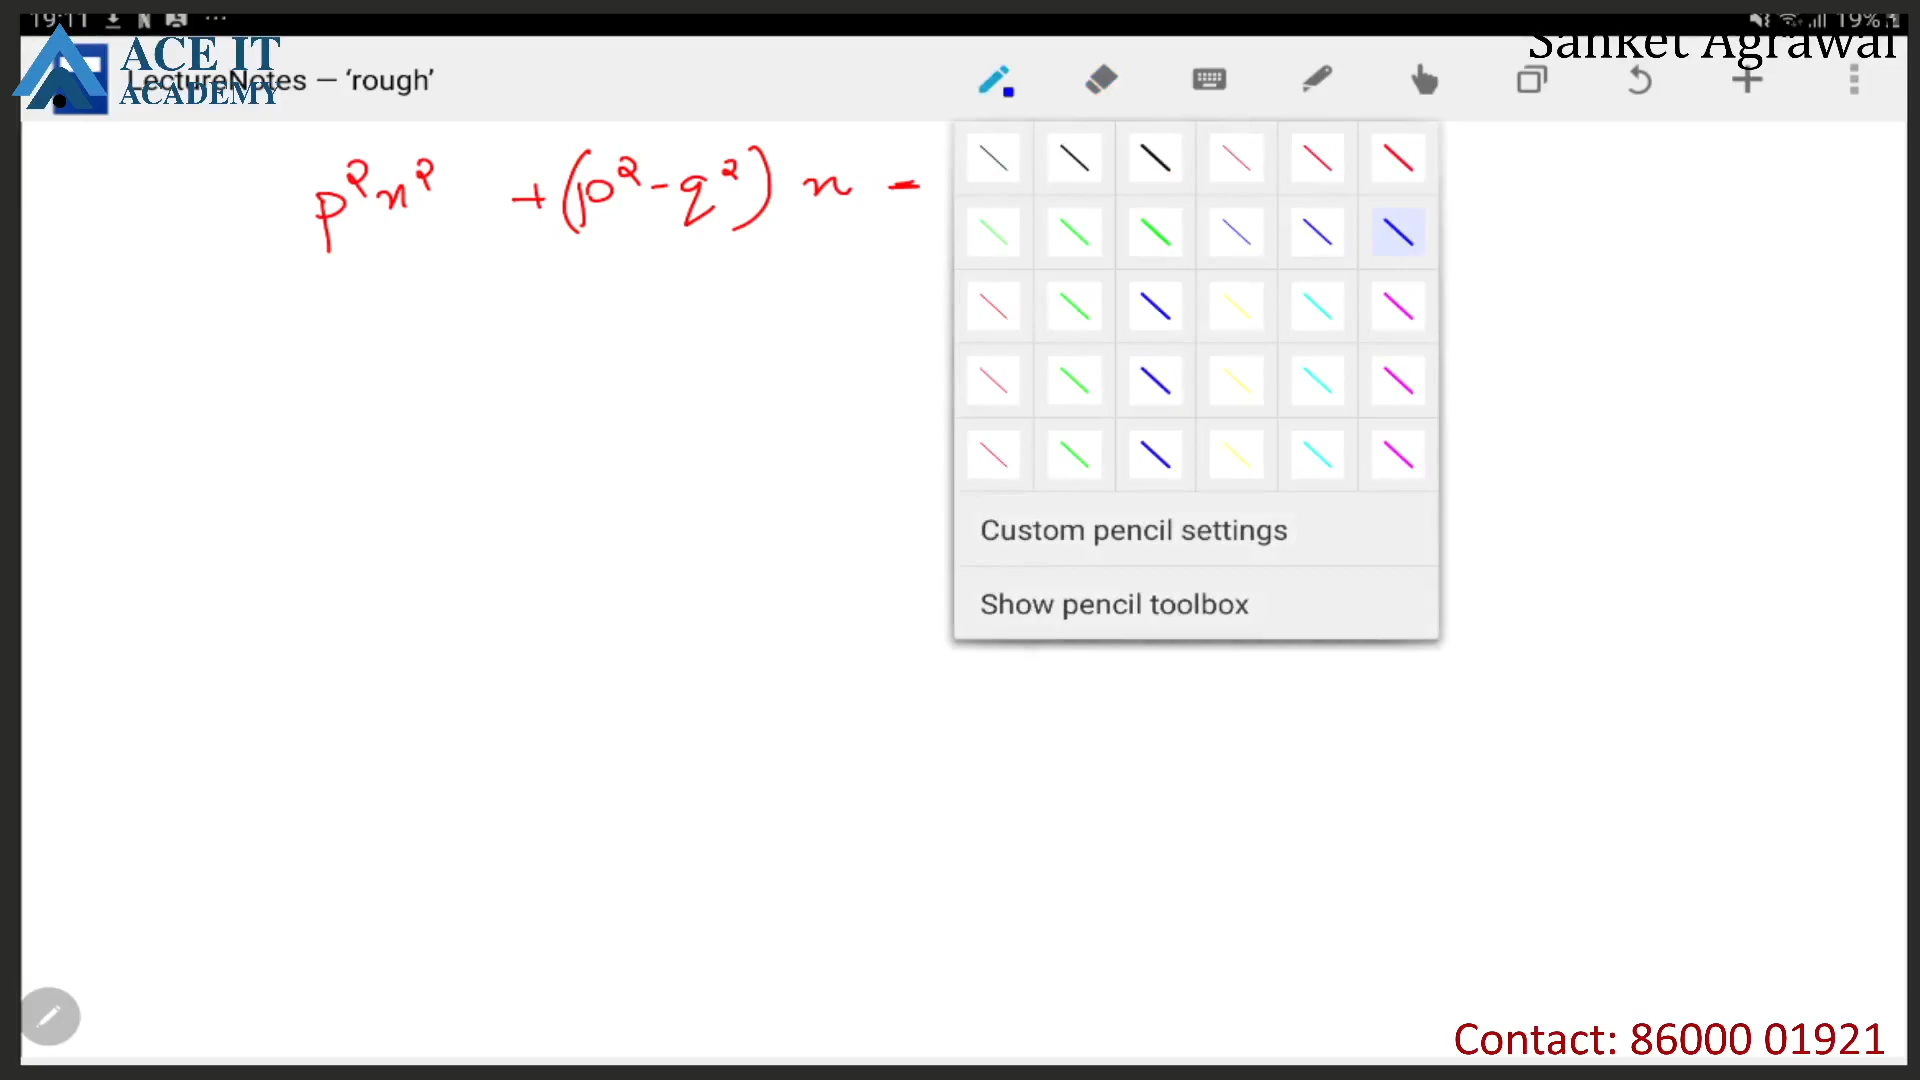 19:11 N ... 19%
ACE IT
ACADEMY
LectureNotes — ‘rough’
Sanket Agrawal
p²x² + (p² - q²) x -
Custom pencil settings
Show pencil toolbox
Contact: 86000 01921